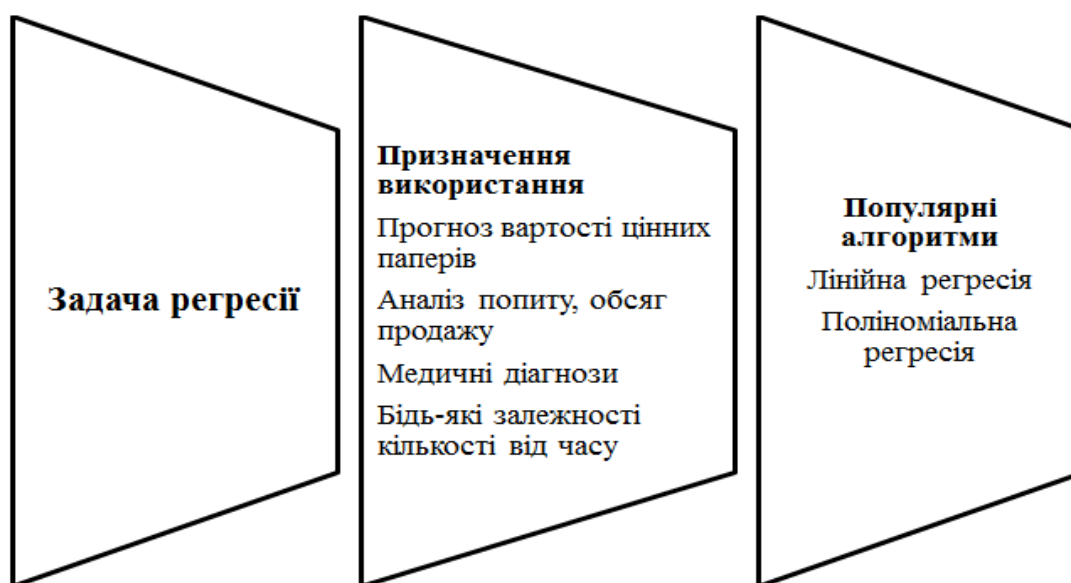 Задача регресії
Призначення
використання
Прогноз вартості цінних
паперів
Аналіз попиту, обсяг
продажу
Медичні діагнози
Бідь-які залежності
кількості від часу
Популярні
алгоритми
Лінійна регресія
Поліноміальна
регресія